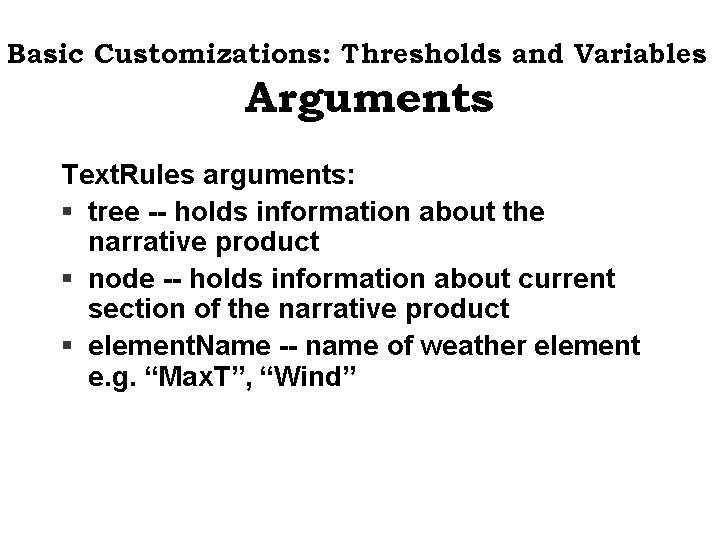 Basic Customizations: Thresholds and Variables
Arguments
Text.Rules arguments:
▪ tree -- holds information about the
narrative product
▪ node -- holds information about current
section of the narrative product
▪ element.Name -- name of weather element
e.g. “Max.T”, “Wind”